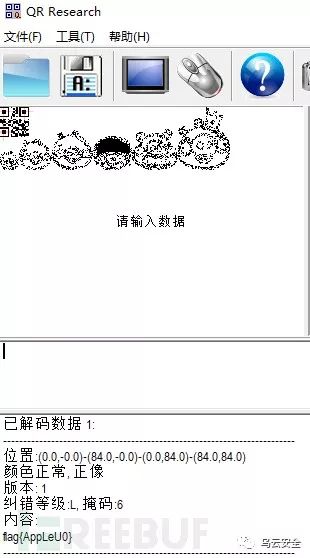 QR Research
文件(F) 工具(T) 帮助(H)
A:
?
请输入数据
已解码数据 1:
位置:(0.0,-0.0)-(84.0,-0.0)-(0.0,84.0)-(84.0,84.0)
颜色正常, 正像
版本: 1
纠错等级:L, 掩码:6
内容:
flag{AppLeU0}
REEBUF
乌云安全